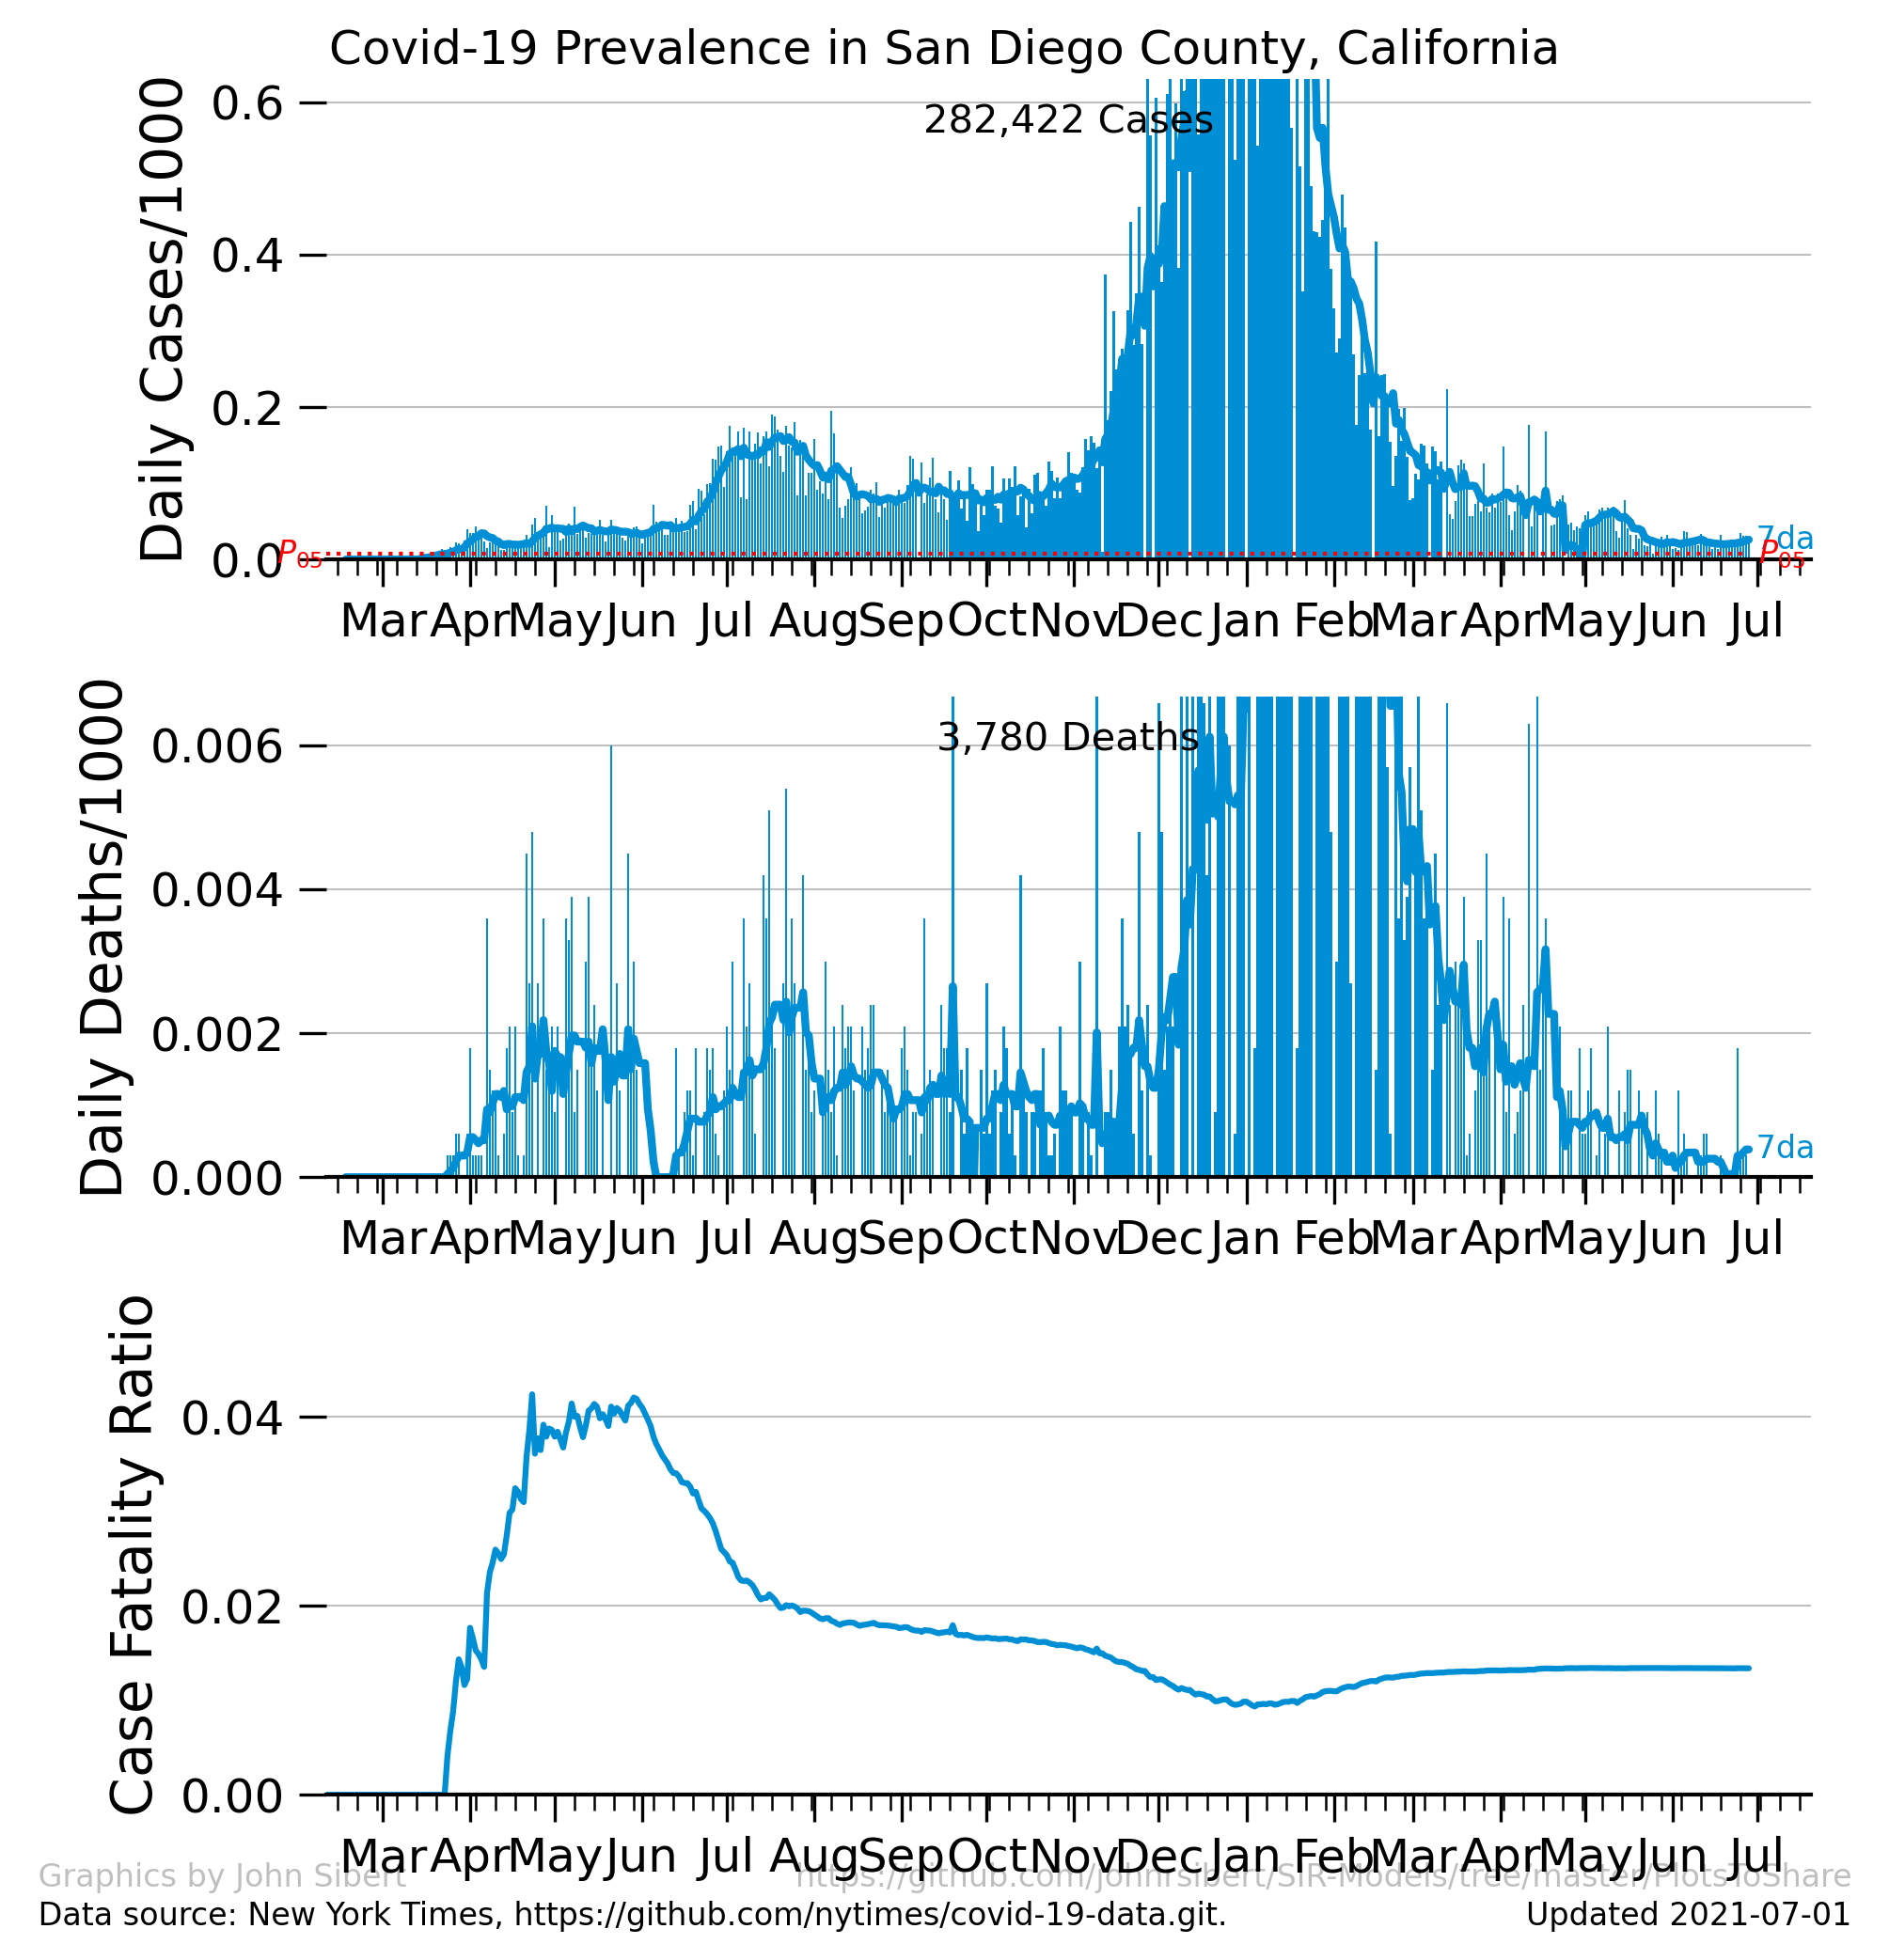 Covid-19 Prevalence in San Diego County, California
Daily Cases/1000
0.6
282,422 Cases
0.4
0.2
0.0
P05
7da
P05
Mar Apr May Jun Jul Aug Sep Oct Nov Dec Jan Feb Mar Apr May Jun Jul
Daily Deaths/1000
0.006
3,780 Deaths
0.004
0.002
0.000
7da
Mar Apr May Jun Jul Aug Sep Oct Nov Dec Jan Feb Mar Apr May Jun Jul
Case Fatality Ratio
0.04
0.02
0.00
Mar Apr May Jun Jul Aug Sep Oct Nov Dec Jan Feb Mar Apr May Jun Jul
Graphics by John Sibert https://github.com/johnrsibert/SIR-Models/tree/master/PlotsToShare
Data source: New York Times, https://github.com/nytimes/covid-19-data.git. Updated 2021-07-01